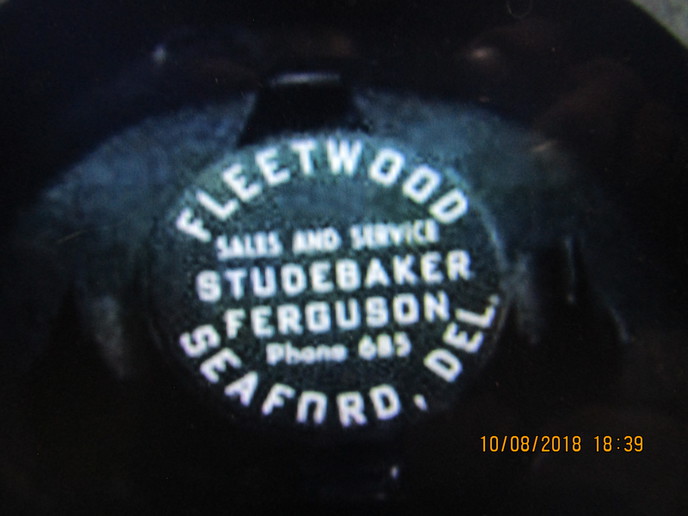 FLEETWOOD
SALES AND SERVICE
STUDEBAKER
FERGUSON
Phone 685
SEAFORD, DEL.
10/08/2018 18:39